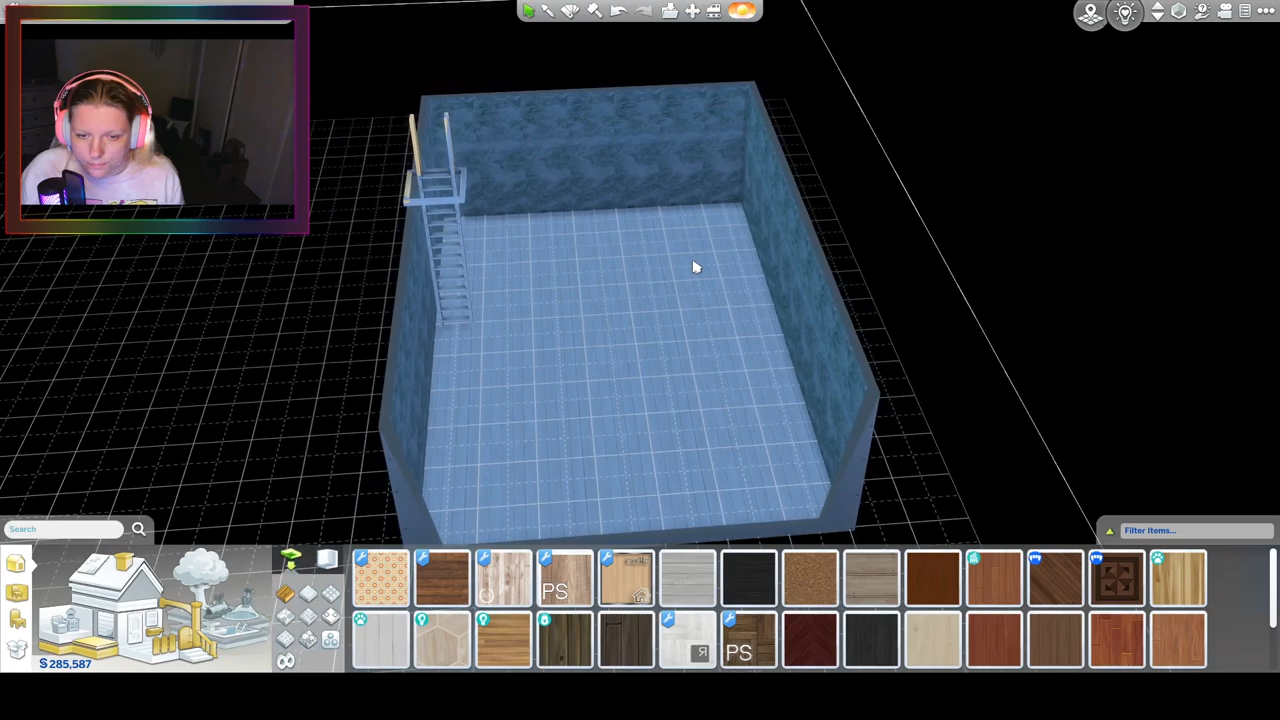 Search
Filter Items...
PS
Я
PS
S 285,587